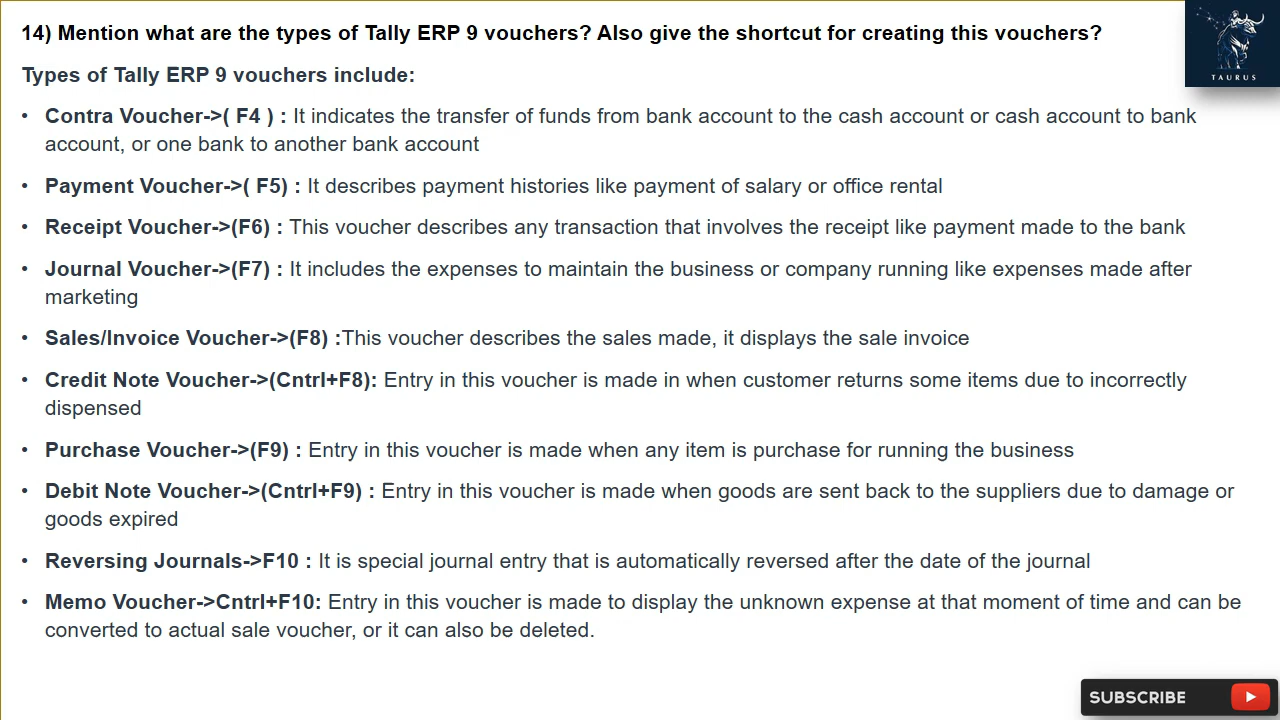 14) Mention what are the types of Tally ERP 9 vouchers? Also give the shortcut for creating this vouchers?
TAURUS
Types of Tally ERP 9 vouchers include:
• Contra Voucher->( F4 ) : It indicates the transfer of funds from bank account to the cash account or cash account to bank
account, or one bank to another bank account
• Payment Voucher->( F5) : It describes payment histories like payment of salary or office rental
• Receipt Voucher->(F6) : This voucher describes any transaction that involves the receipt like payment made to the bank
• Journal Voucher->(F7) : It includes the expenses to maintain the business or company running like expenses made after
marketing
• Sales/Invoice Voucher->(F8) :This voucher describes the sales made, it displays the sale invoice
• Credit Note Voucher->(Cntrl+F8): Entry in this voucher is made in when customer returns some items due to incorrectly
dispensed
• Purchase Voucher->(F9) : Entry in this voucher is made when any item is purchase for running the business
• Debit Note Voucher->(Cntrl+F9) : Entry in this voucher is made when goods are sent back to the suppliers due to damage or
goods expired
• Reversing Journals->F10 : It is special journal entry that is automatically reversed after the date of the journal
• Memo Voucher->Cntrl+F10: Entry in this voucher is made to display the unknown expense at that moment of time and can be
converted to actual sale voucher, or it can also be deleted.
SUBSCRIBE